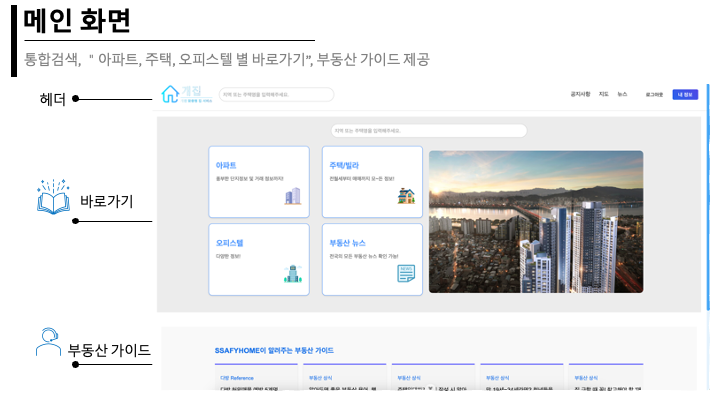 메인 화면
통합검색, " 아파트, 주택, 오피스텔 별 바로가기”, 부동산 가이드 제공
헤더
개집
지역 또는 주택명을 입력해주세요.
공지사항 지도 뉴스 로그아웃 내 정보
지역 또는 주택명을 입력해주세요.
아파트
풍부한 단지정보 및 거래 정보까지!
주택/빌라
전월세부터 매매까지 모~든 정보!
바로가기
오피스텔
다양한 정보!
부동산 뉴스
전국의 모든 부동산 뉴스 확인 가능!
NEWS
부동산 가이드
SSAFYHOME이 알려주는 부동산 가이드
다방 Reference
부동산 상식
부동산 상식
부동산 상식
부동산 상식